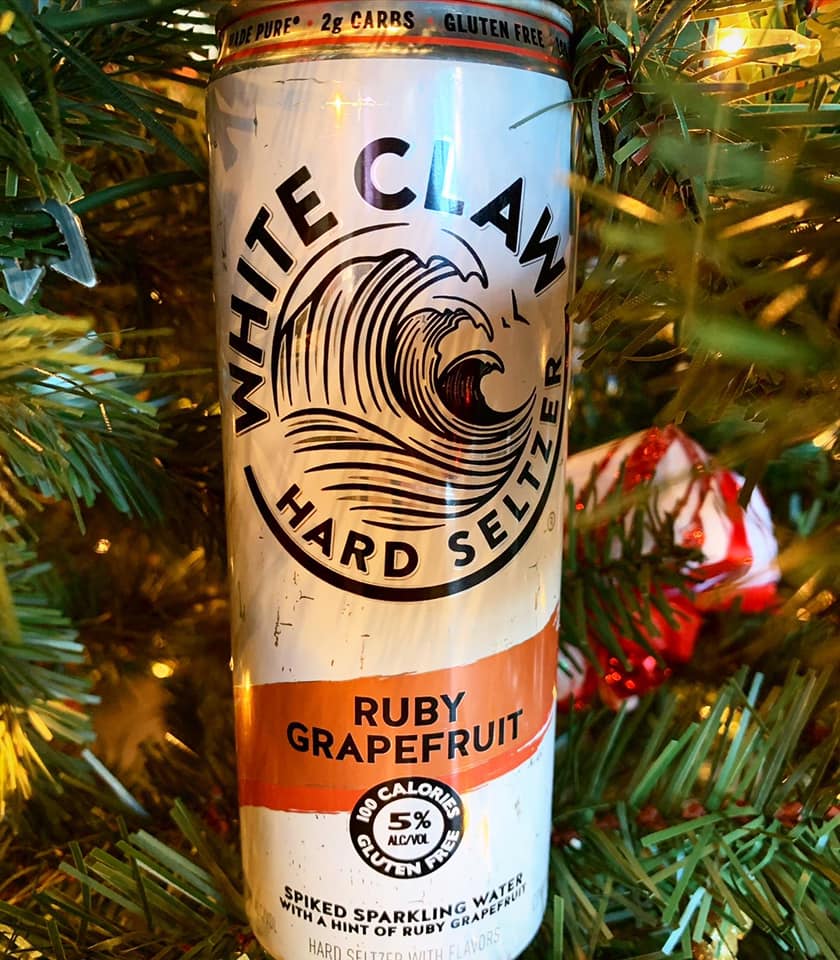 MADE PURE® · 2g CARBS · GLUTEN FREE
WHITE CLAW
HARD SELTZER
®
RUBY
GRAPEFRUIT
100 CALORIES
5%
ALC/VOL
GLUTEN FREE
SPIKED SPARKLING WATER
WITH A HINT OF RUBY GRAPEFRUIT
HARD SELTZER WITH FLAVORS